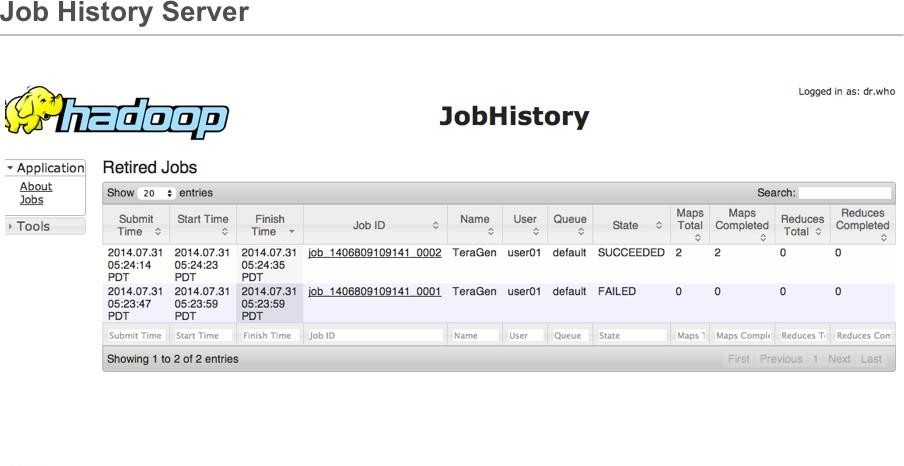 Job History Server
Logged in as: dr.who
hadoop
JobHistory
Application
About
Jobs
Tools
Retired Jobs
Show 20 entries
Search:
Submit Time Start Time Finish Time Job ID Name User Queue State Maps Total Maps Completed Reduces Total Reduces Completed
2014.07.31 2014.07.31 2014.07.31 job_1406809109141_0002 TeraGen user01 default SUCCEEDED 2 2 0 0
05:24:14 05:24:23 05:24:35
PDT PDT PDT
2014.07.31 2014.07.31 2014.07.31 job_1406809109141_0001 TeraGen user01 default FAILED 0 0 0 0
05:23:47 05:23:59 05:23:59
PDT PDT PDT
Submit Time Start Time Finish Time Job ID Name User Queue State Maps T Maps Comple Reduces T Reduces Com
Showing 1 to 2 of 2 entries
First Previous 1 Next Last